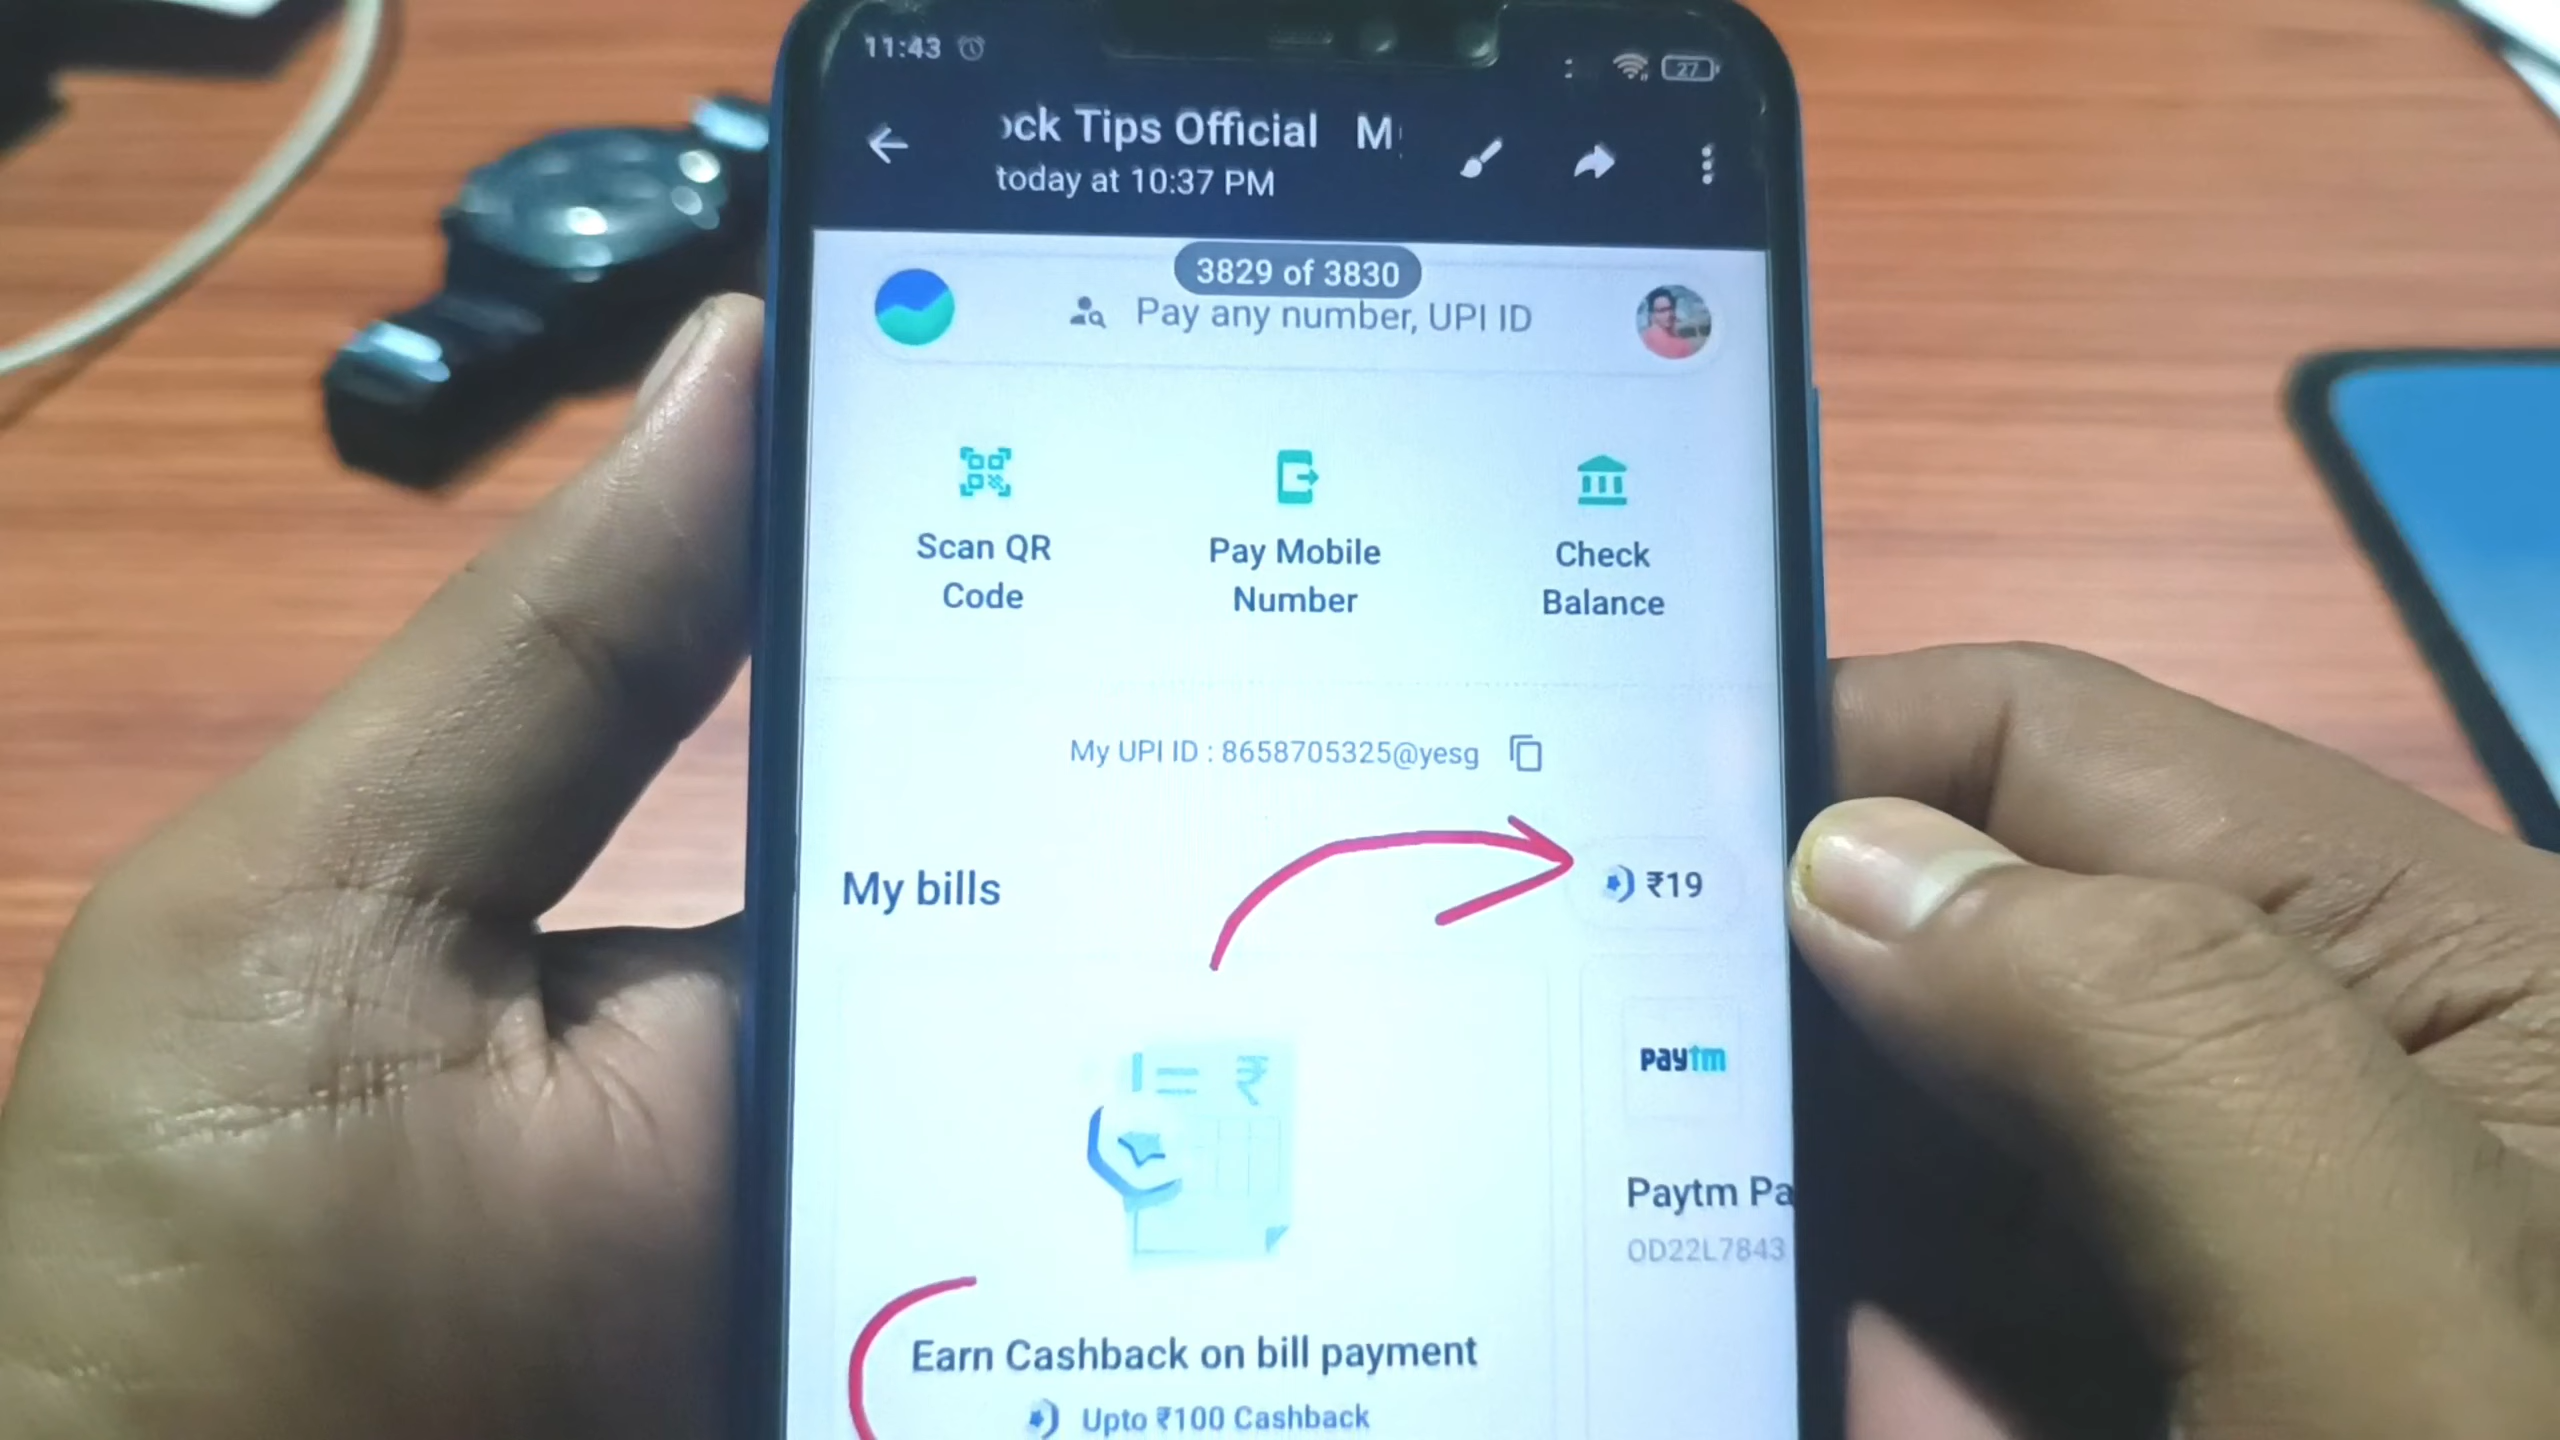 11:43
27
ck Tips Official M
today at 10:37 PM
3829 of 3830
Pay any number, UPI ID
Scan QR Code
Pay Mobile Number
Check Balance
My UPI ID : 8658705325@yesg
My bills
₹19
paytm
Paytm Pa
OD22L7843
Earn Cashback on bill payment
Upto ₹100 Cashback